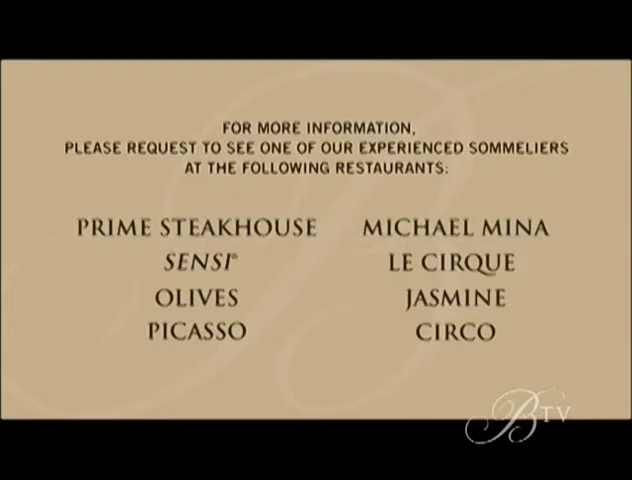 FOR MORE INFORMATION,
PLEASE REQUEST TO SEE ONE OF OUR EXPERIENCED SOMMELIERS
AT THE FOLLOWING RESTAURANTS:
PRIME STEAKHOUSE
SENSI®
OLIVES
PICASSO
MICHAEL MINA
LE CIRQUE
JASMINE
CIRCO
BTV